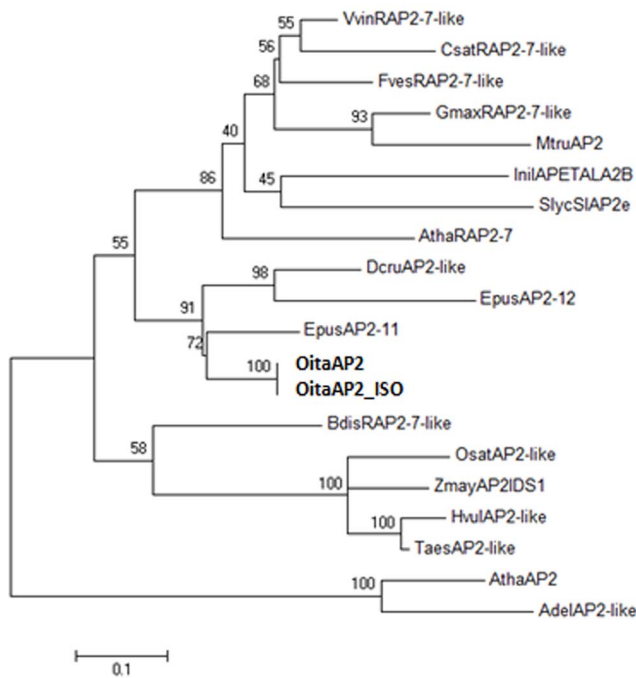 55
VvinRAP2-7-like
56
CsatRAP2-7-like
68
FvesRAP2-7-like
93
GmaxRAP2-7-like
40
MtruAP2
86
InilAPETALA2B
45
SlycSlAP2e
55
AthaRAP2-7
98
DcruAP2-like
91
EpusAP2-12
72
EpusAP2-11
100
OitaAP2
OitaAP2_ISO
58
BdisRAP2-7-like
100
OsatAP2-like
ZmayAP2IDS1
100
HvulAP2-like
TaesAP2-like
100
AthaAP2
AdelAP2-like
0.1